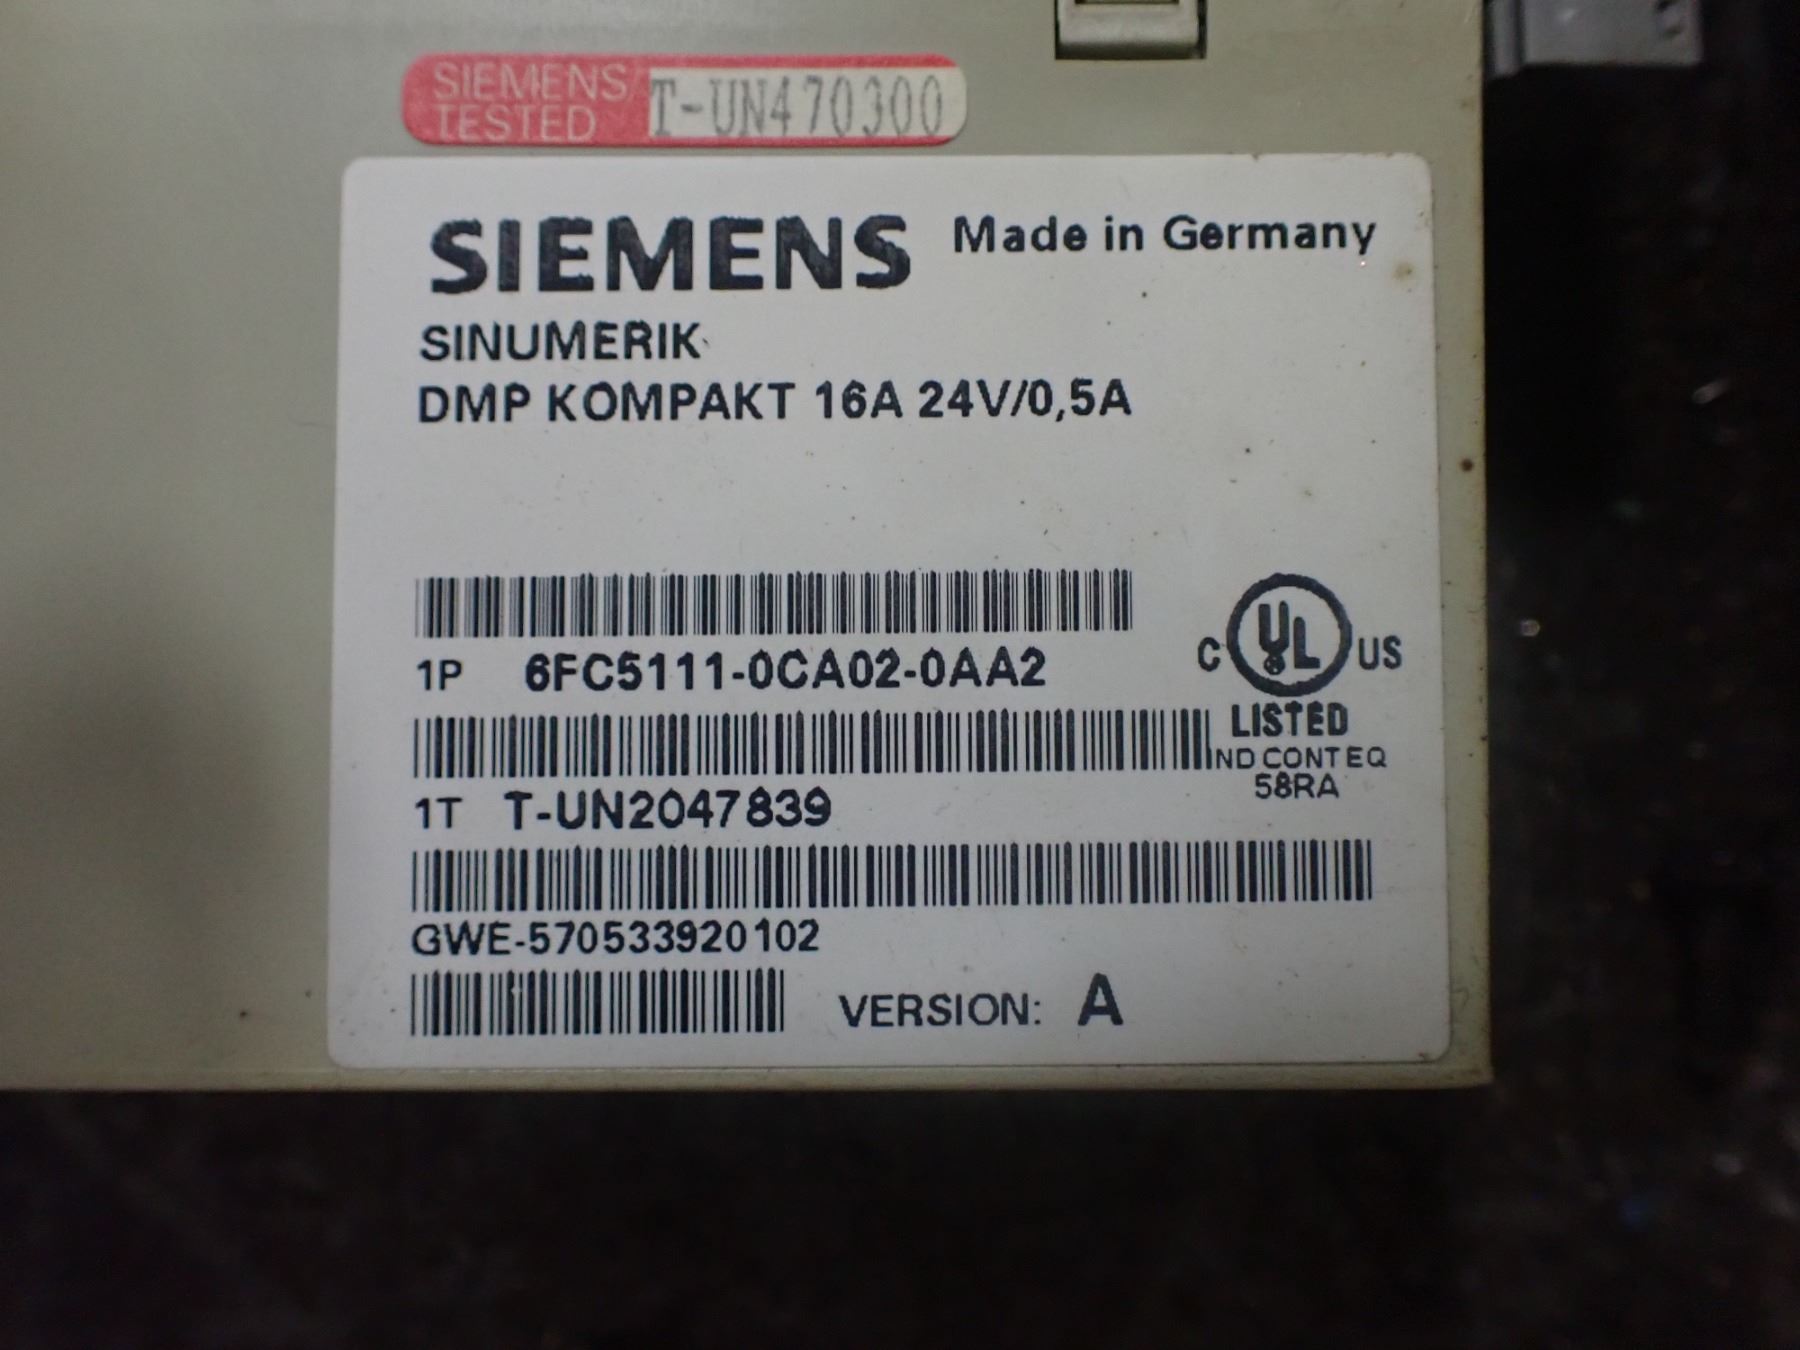 SIEMENS
TESTED
T-UN470300
SIEMENS Made in Germany
SINUMERIK
DMP KOMPAKT 16A 24V/0,5A
1P 6FC5111-0CA02-0AA2
C UL US
LISTED
IND CONT EQ
58RA
1T T-UN2047839
GWE-570533920102
VERSION: A